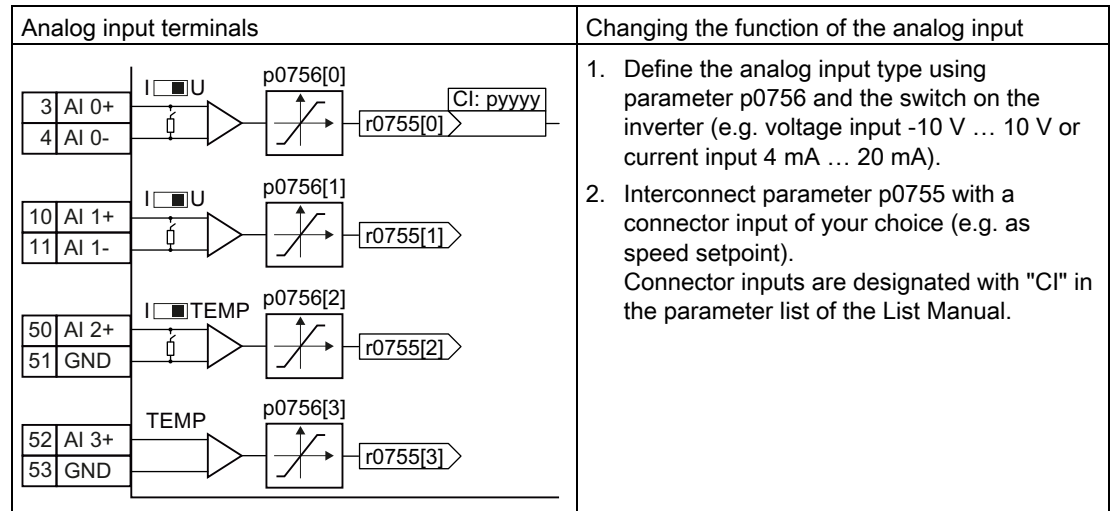 Analog input terminals
Changing the function of the analog input
I U
p0756[0]
3 AI 0+
4 AI 0-
r0755[0]
CI: pyyyy
I U
p0756[1]
10 AI 1+
11 AI 1-
r0755[1]
I TEMP
p0756[2]
50 AI 2+
51 GND
r0755[2]
TEMP
p0756[3]
52 AI 3+
53 GND
r0755[3]
1. Define the analog input type using
parameter p0756 and the switch on the
inverter (e.g. voltage input -10 V … 10 V or
current input 4 mA … 20 mA).
2. Interconnect parameter p0755 with a
connector input of your choice (e.g. as
speed setpoint).
Connector inputs are designated with "CI" in
the parameter list of the List Manual.